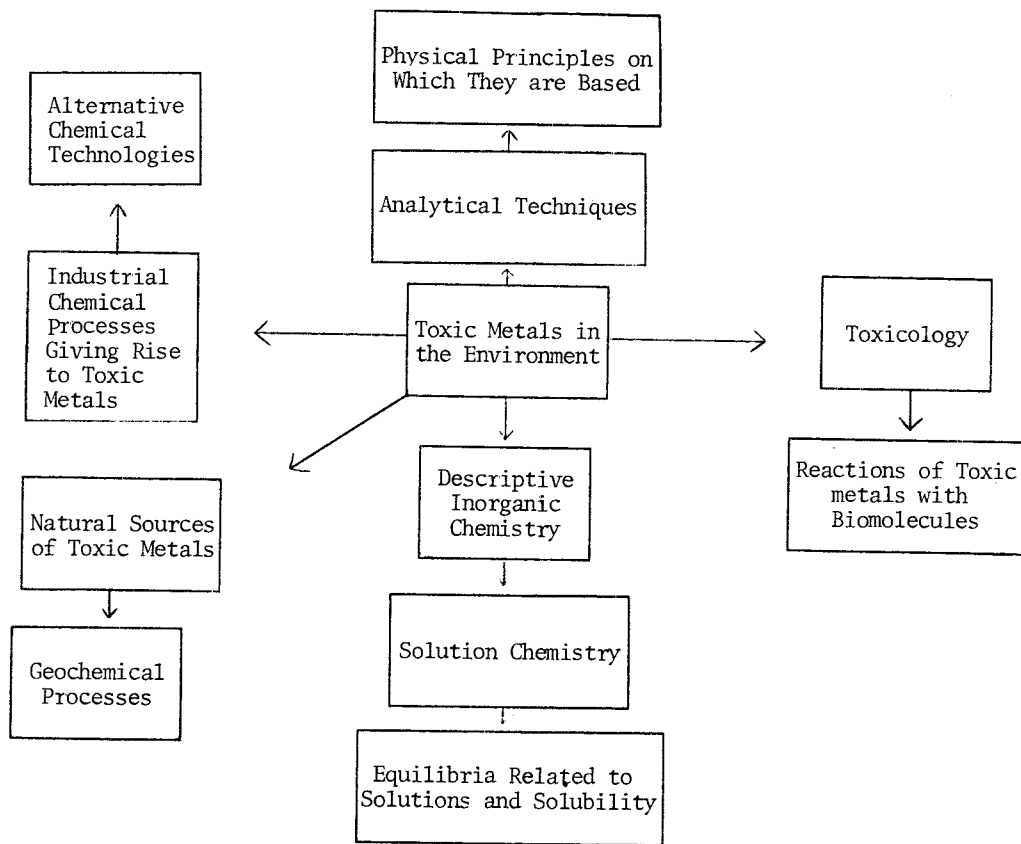 Physical Principles on
Which They are Based
Alternative
Chemical
Technologies
Analytical Techniques
Industrial
Chemical
Processes
Giving Rise
to Toxic
Metals
Toxic Metals in
the Environment
Toxicology
Descriptive
Inorganic
Chemistry
Reactions of Toxic
metals with
Biomolecules
Natural Sources
of Toxic Metals
Solution Chemistry
Geochemical
Processes
Equilibria Related to
Solutions and Solubility